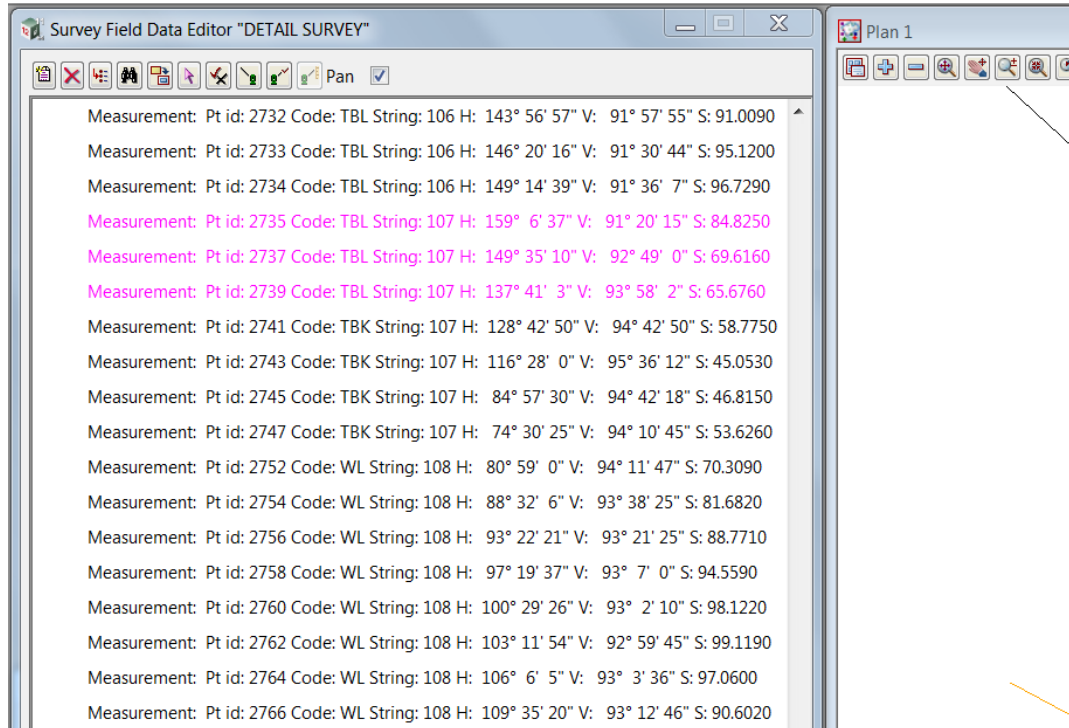 Survey Field Data Editor "DETAIL SURVEY"
Plan 1
Pan
Measurement: Pt id: 2732 Code: TBL String: 106 H: 143° 56' 57" V: 91° 57' 55" S: 91.0090
Measurement: Pt id: 2733 Code: TBL String: 106 H: 146° 20' 16" V: 91° 30' 44" S: 95.1200
Measurement: Pt id: 2734 Code: TBL String: 106 H: 149° 14' 39" V: 91° 36' 7" S: 96.7290
Measurement: Pt id: 2735 Code: TBL String: 107 H: 159° 6' 37" V: 91° 20' 15" S: 84.8250
Measurement: Pt id: 2737 Code: TBL String: 107 H: 149° 35' 10" V: 92° 49' 0" S: 69.6160
Measurement: Pt id: 2739 Code: TBL String: 107 H: 137° 41' 3" V: 93° 58' 2" S: 65.6760
Measurement: Pt id: 2741 Code: TBK String: 107 H: 128° 42' 50" V: 94° 42' 50" S: 58.7750
Measurement: Pt id: 2743 Code: TBK String: 107 H: 116° 28' 0" V: 95° 36' 12" S: 45.0530
Measurement: Pt id: 2745 Code: TBK String: 107 H: 84° 57' 30" V: 94° 42' 18" S: 46.8150
Measurement: Pt id: 2747 Code: TBK String: 107 H: 74° 30' 25" V: 94° 10' 45" S: 53.6260
Measurement: Pt id: 2752 Code: WL String: 108 H: 80° 59' 0" V: 94° 11' 47" S: 70.3090
Measurement: Pt id: 2754 Code: WL String: 108 H: 88° 32' 6" V: 93° 38' 25" S: 81.6820
Measurement: Pt id: 2756 Code: WL String: 108 H: 93° 22' 21" V: 93° 21' 25" S: 88.7710
Measurement: Pt id: 2758 Code: WL String: 108 H: 97° 19' 37" V: 93° 7' 0" S: 94.5590
Measurement: Pt id: 2760 Code: WL String: 108 H: 100° 29' 26" V: 93° 2' 10" S: 98.1220
Measurement: Pt id: 2762 Code: WL String: 108 H: 103° 11' 54" V: 92° 59' 45" S: 99.1190
Measurement: Pt id: 2764 Code: WL String: 108 H: 106° 6' 5" V: 93° 3' 36" S: 97.0600
Measurement: Pt id: 2766 Code: WL String: 108 H: 109° 35' 20" V: 93° 12' 46" S: 90.6020